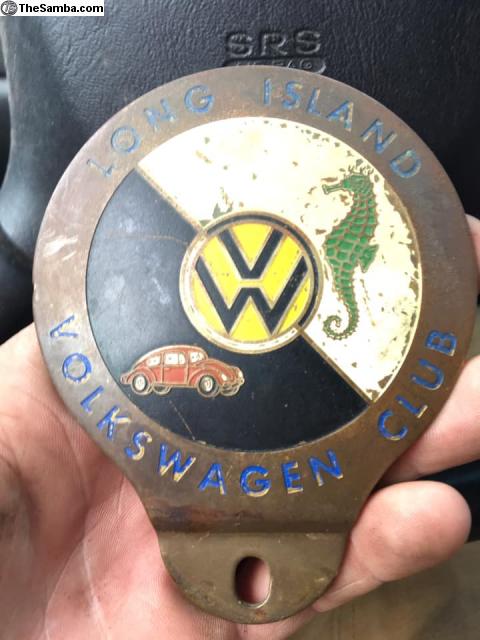 TheSamba.com
SRS
LONG ISLAND
VW
VOLKSWAGEN CLUB